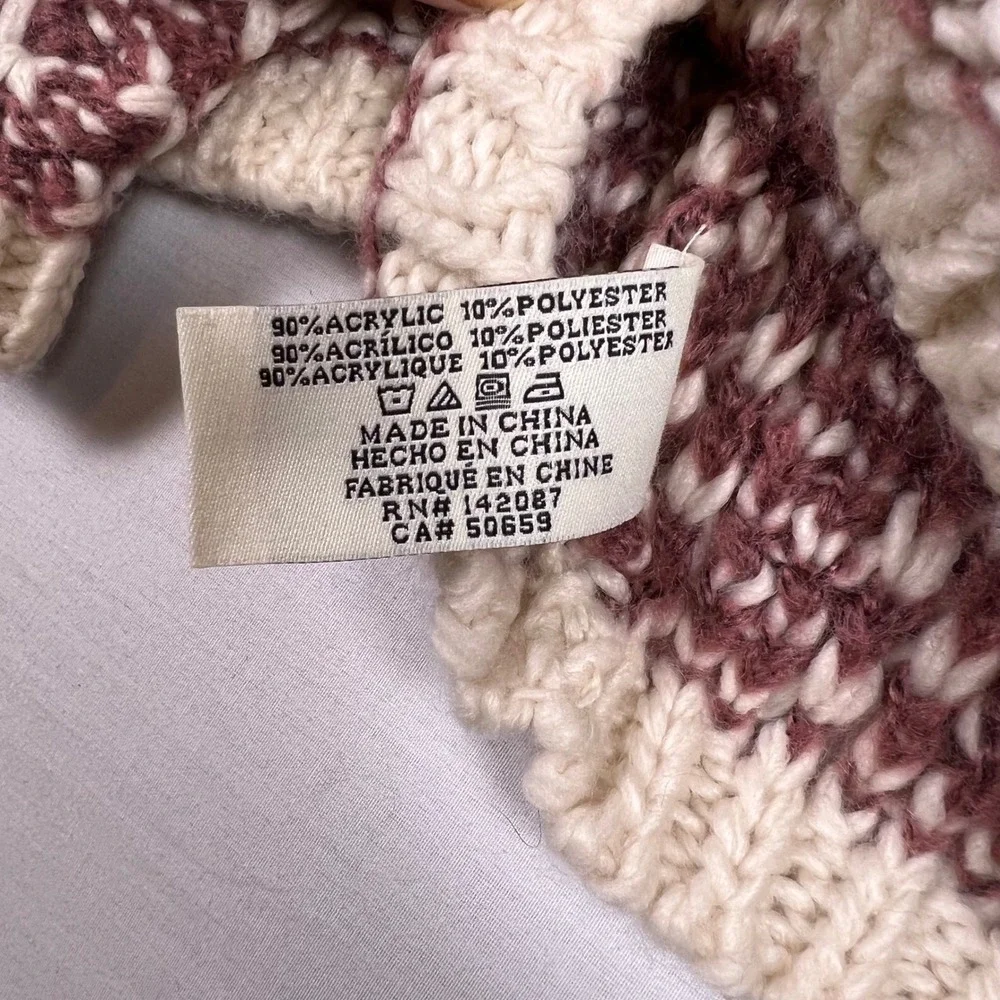 90%ACRYLIC 10%POLYESTER
90%ACRÍLICO 10%POLIESTER
90%ACRYLIQUE 10%POLYESTER
MADE IN CHINA
HECHO EN CHINA
FABRIQUÉ EN CHINE
RN# 142087
CA# 50659